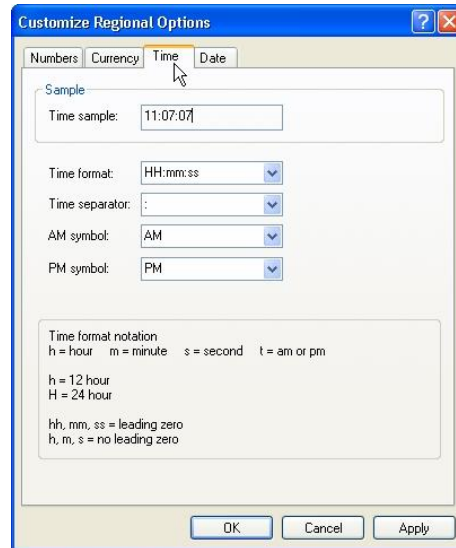 Customize Regional Options
Numbers Currency Time Date
Sample
Time sample: 11:07:07
Time format: HH:mm:ss
Time separator: :
AM symbol: AM
PM symbol: PM
Time format notation
h = hour m = minute s = second t = am or pm
h = 12 hour
H = 24 hour
hh, mm, ss = leading zero
h, m, s = no leading zero
OK Cancel Apply